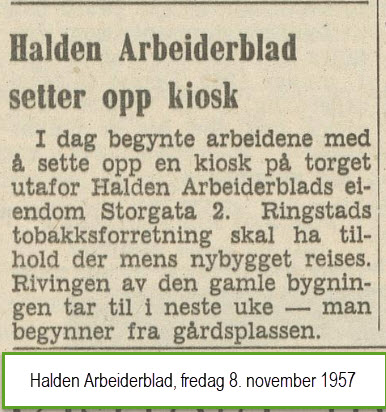 Halden Arbeiderblad
setter opp kiosk
I dag begynte arbeidene med
å sette opp en kiosk på torget
utafor Halden Arbeiderblads ei-
endom Storgata 2. Ringstads
tobakksforretning skal ha til-
hold der mens nybygget reises.
Rivingen av den gamle bygnin-
gen tar til i neste uke — man
begynner fra gårdsplassen.
Halden Arbeiderblad, fredag 8. november 1957